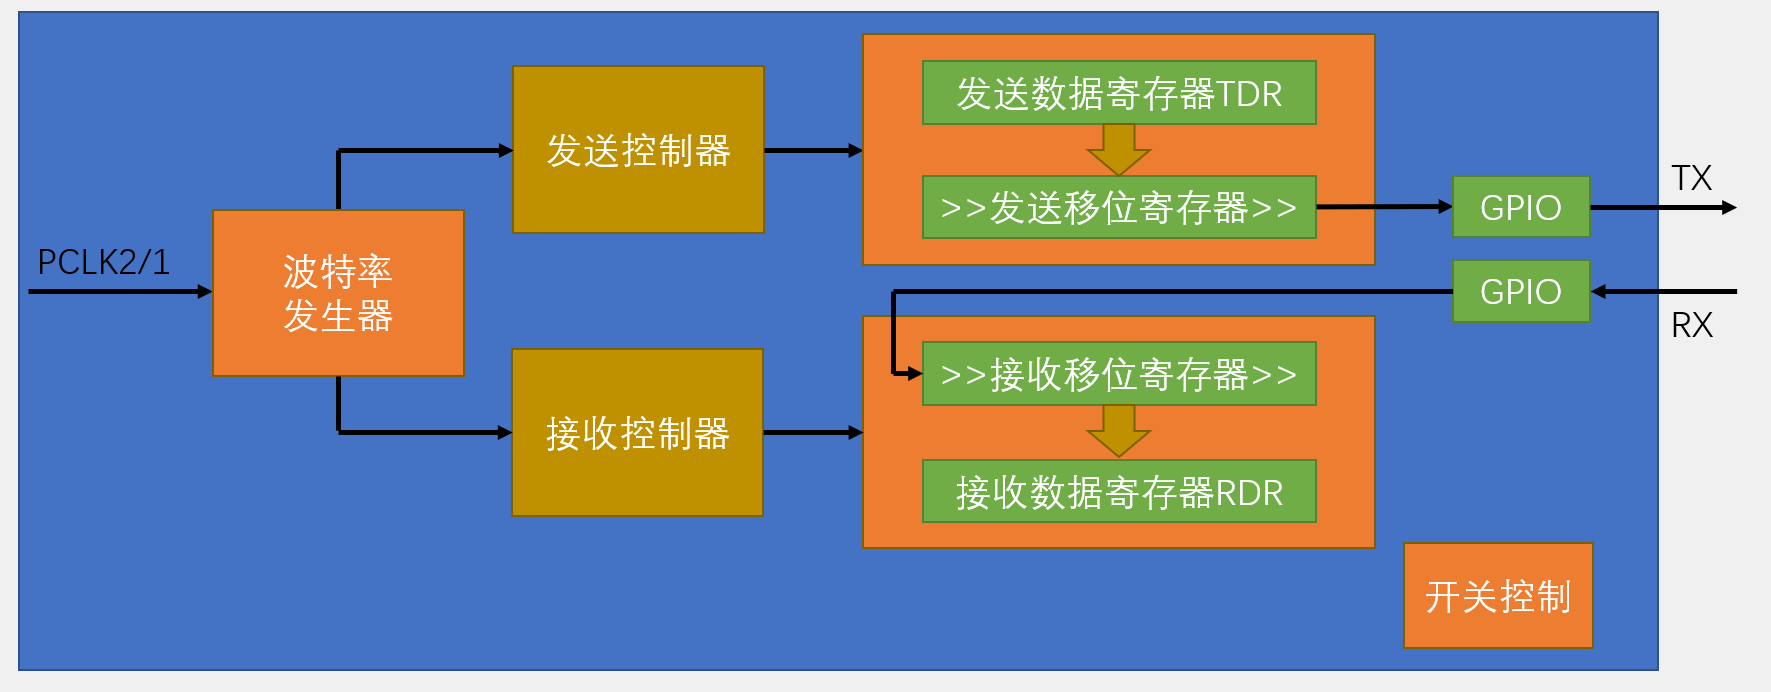 发送数据寄存器TDR
发送控制器
>>发送移位寄存器>>
GPIO
TX
PCLK2/1
波特率
发生器
GPIO
RX
>>接收移位寄存器>>
接收控制器
接收数据寄存器RDR
开关控制